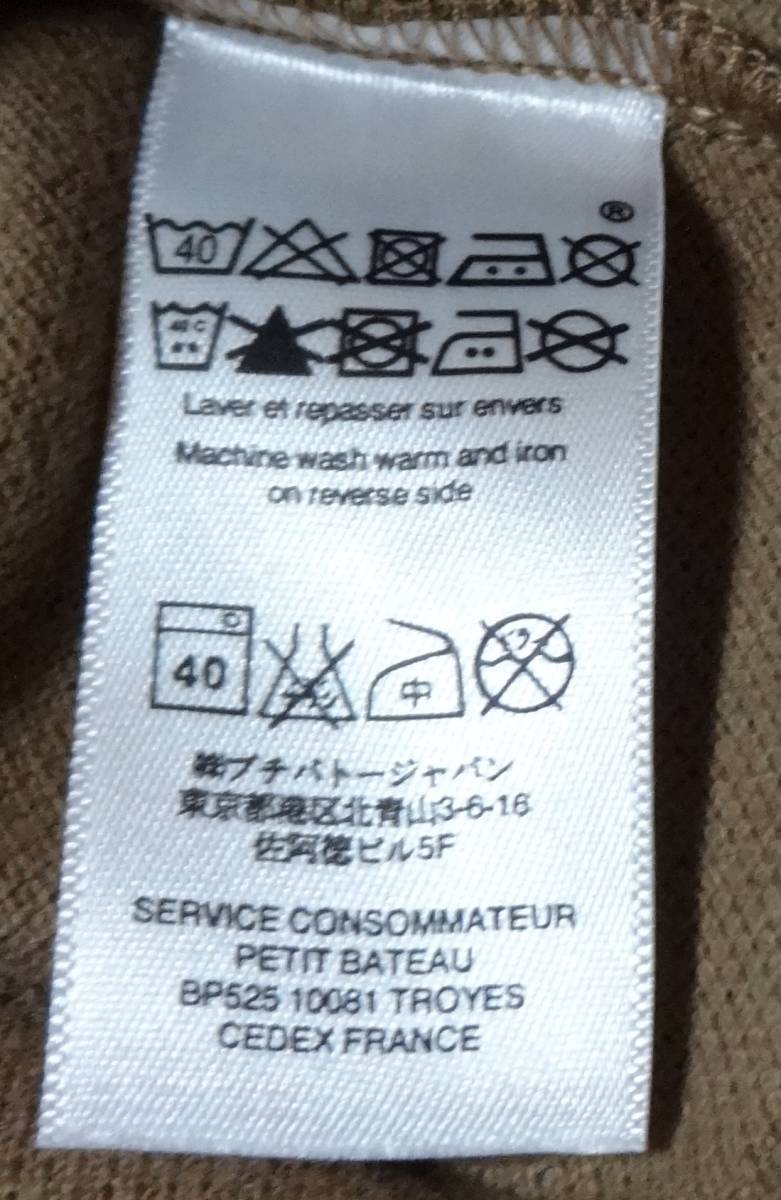 ®
40
40 C
Laver et repasser sur envers
Machine wash warm and iron
on reverse side
40
中
㈱プチバトージャパン
東京都港区北青山3-6-16
佐阿徳ビル5F
SERVICE CONSOMMATEUR
PETIT BATEAU
BP525 10081 TROYES
CEDEX FRANCE